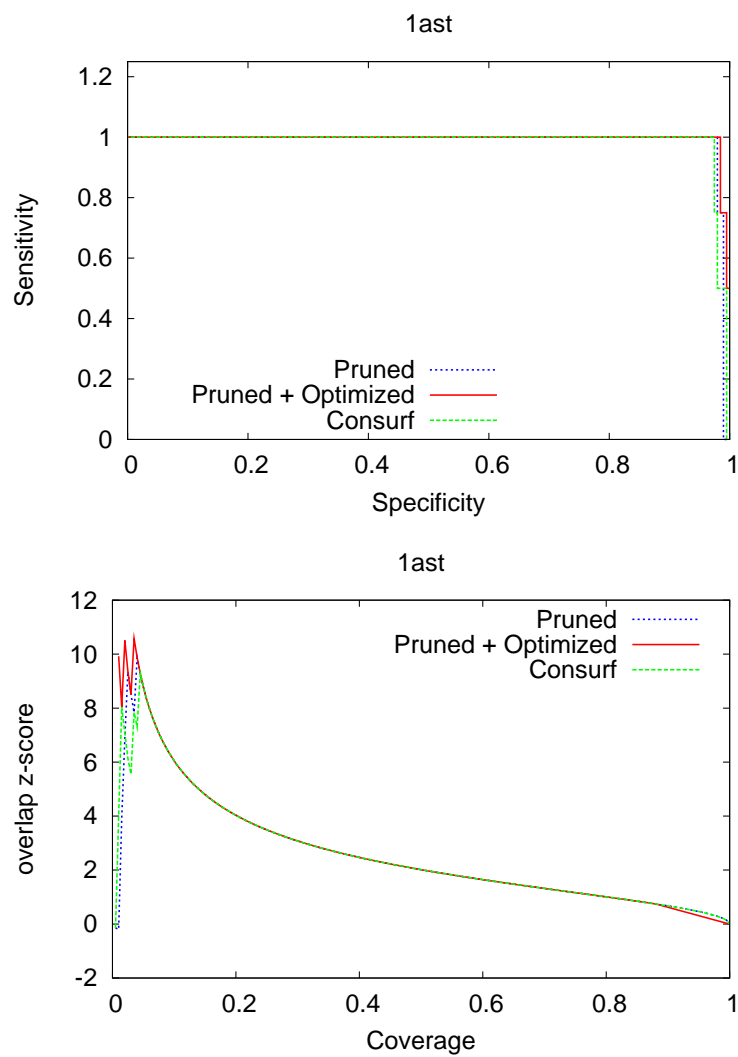 1ast
1.2
1
0.8
0.6
0.4
0.2
0
Sensitivity
Pruned
Pruned + Optimized
Consurf
0 0.2 0.4 0.6 0.8 1
Specificity
1ast
12
10
8
6
4
2
0
-2
overlap z-score
Pruned
Pruned + Optimized
Consurf
0 0.2 0.4 0.6 0.8 1
Coverage